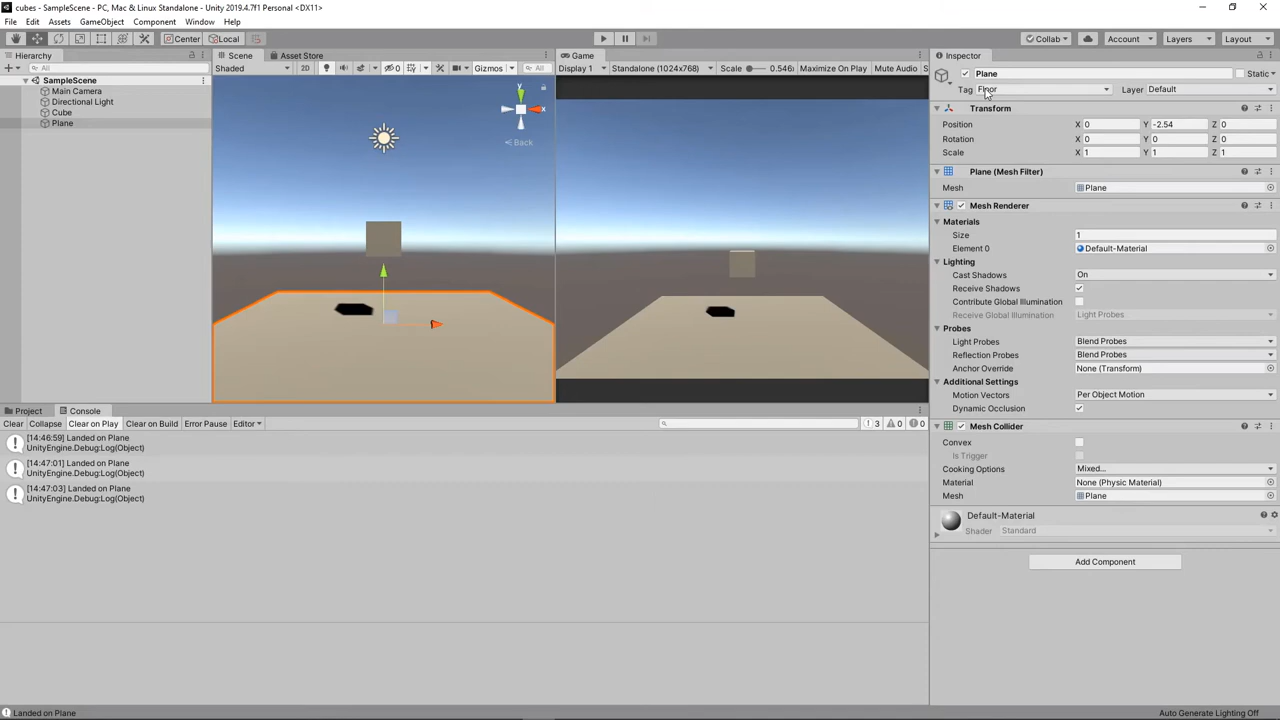 cubes - SampleScene - PC, Mac & Linux Standalone - Unity 2019.4.7f1 Personal <DX11>
File Edit Assets GameObject Component Window Help
Center Local Collab Account Layers Layout
Hierarchy
All
SampleScene
Main Camera
Directional Light
Cube
Plane
Scene Asset Store
Shaded 2D 0 Gizmos All
x
y
Back
Game
Display 1 Standalone (1024x768) Scale 0.546x Maximize On Play Mute Audio
Inspector
Plane Static
Tag Floor Layer Default
Transform
Position X 0 Y -2.54 Z 0
Rotation X 0 Y 0 Z 0
Scale X 1 Y 1 Z 1
Plane (Mesh Filter)
Mesh Plane
Mesh Renderer
Materials
Size 1
Element 0 Default-Material
Lighting
Cast Shadows On
Receive Shadows
Contribute Global Illumination
Receive Global Illumination Light Probes
Probes
Light Probes Blend Probes
Reflection Probes Blend Probes
Anchor Override None (Transform)
Additional Settings
Motion Vectors Per Object Motion
Dynamic Occlusion
Mesh Collider
Convex
Is Trigger
Cooking Options Mixed...
Material None (Physic Material)
Mesh Plane
Default-Material
Shader Standard
Add Component
Project Console
Clear Collapse Clear on Play Clear on Build Error Pause Editor 3 0 0
[14:46:59] Landed on Plane
UnityEngine.Debug:Log(Object)
[14:47:01] Landed on Plane
UnityEngine.Debug:Log(Object)
[14:47:03] Landed on Plane
UnityEngine.Debug:Log(Object)
Landed on Plane
Auto Generate Lighting Off